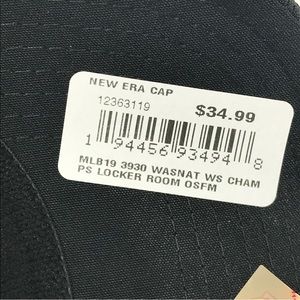 NEW ERA CAP
12363119
$34.99
1 94456 93494 8
MLB19 3930 WASNAT WS CHAM
PS LOCKER ROOM OSFM